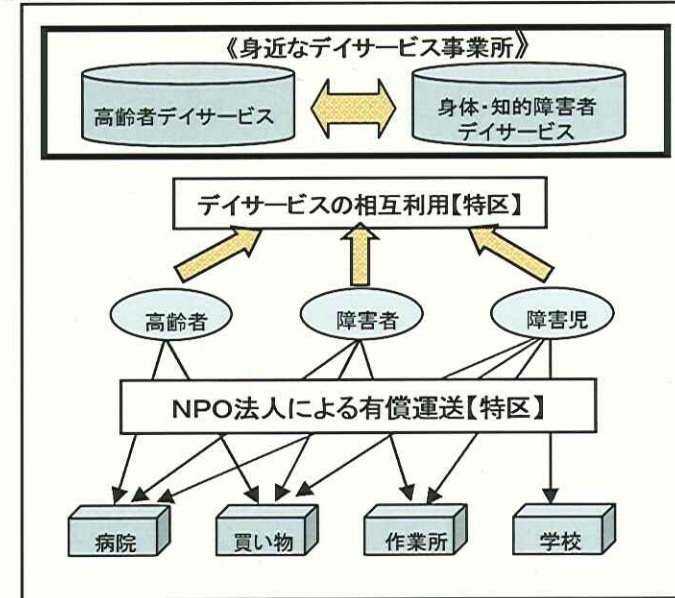 《身近なデイサービス事業所》
高齢者デイサービス
身体・知的障害者
デイサービス
デイサービスの相互利用【特区】
高齢者
障害者
障害児
NPO法人による有償運送【特区】
病院
買い物
作業所
学校